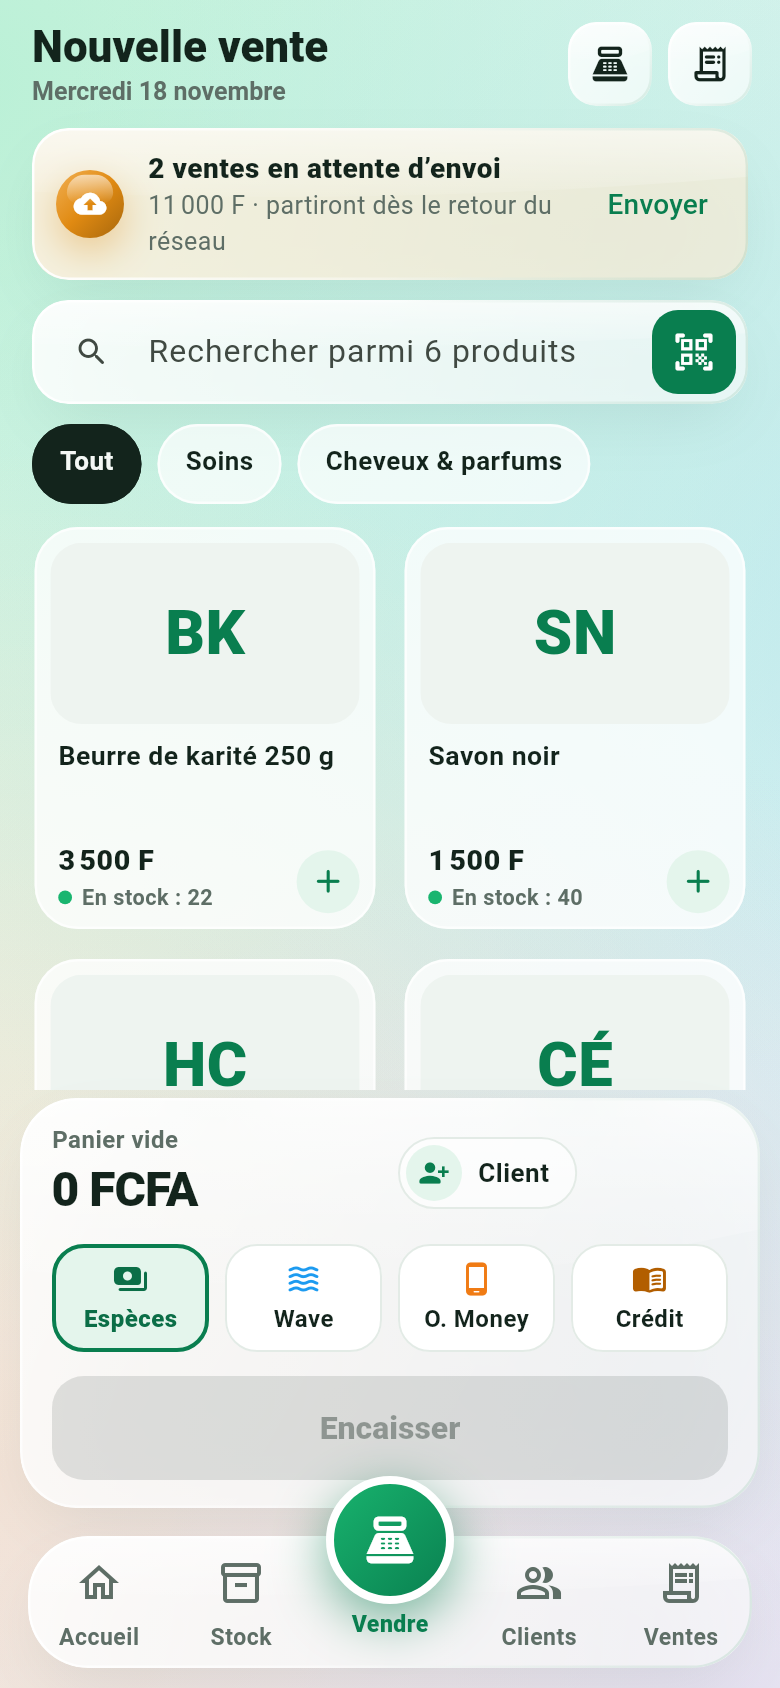 Nouvelle vente
Mercredi 18 novembre
2 ventes en attente d’envoi
11 000 F · partiront dès le retour du
réseau
Envoyer
Rechercher parmi 6 produits
Tout
Soins
Cheveux & parfums
BK
SN
Beurre de karité 250 g
Savon noir
3 500 F
En stock : 22
1 500 F
En stock : 40
HC
CÉ
Panier vide
0 FCFA
Client
Espèces
Wave
O. Money
Crédit
Encaisser
Accueil
Stock
Vendre
Clients
Ventes